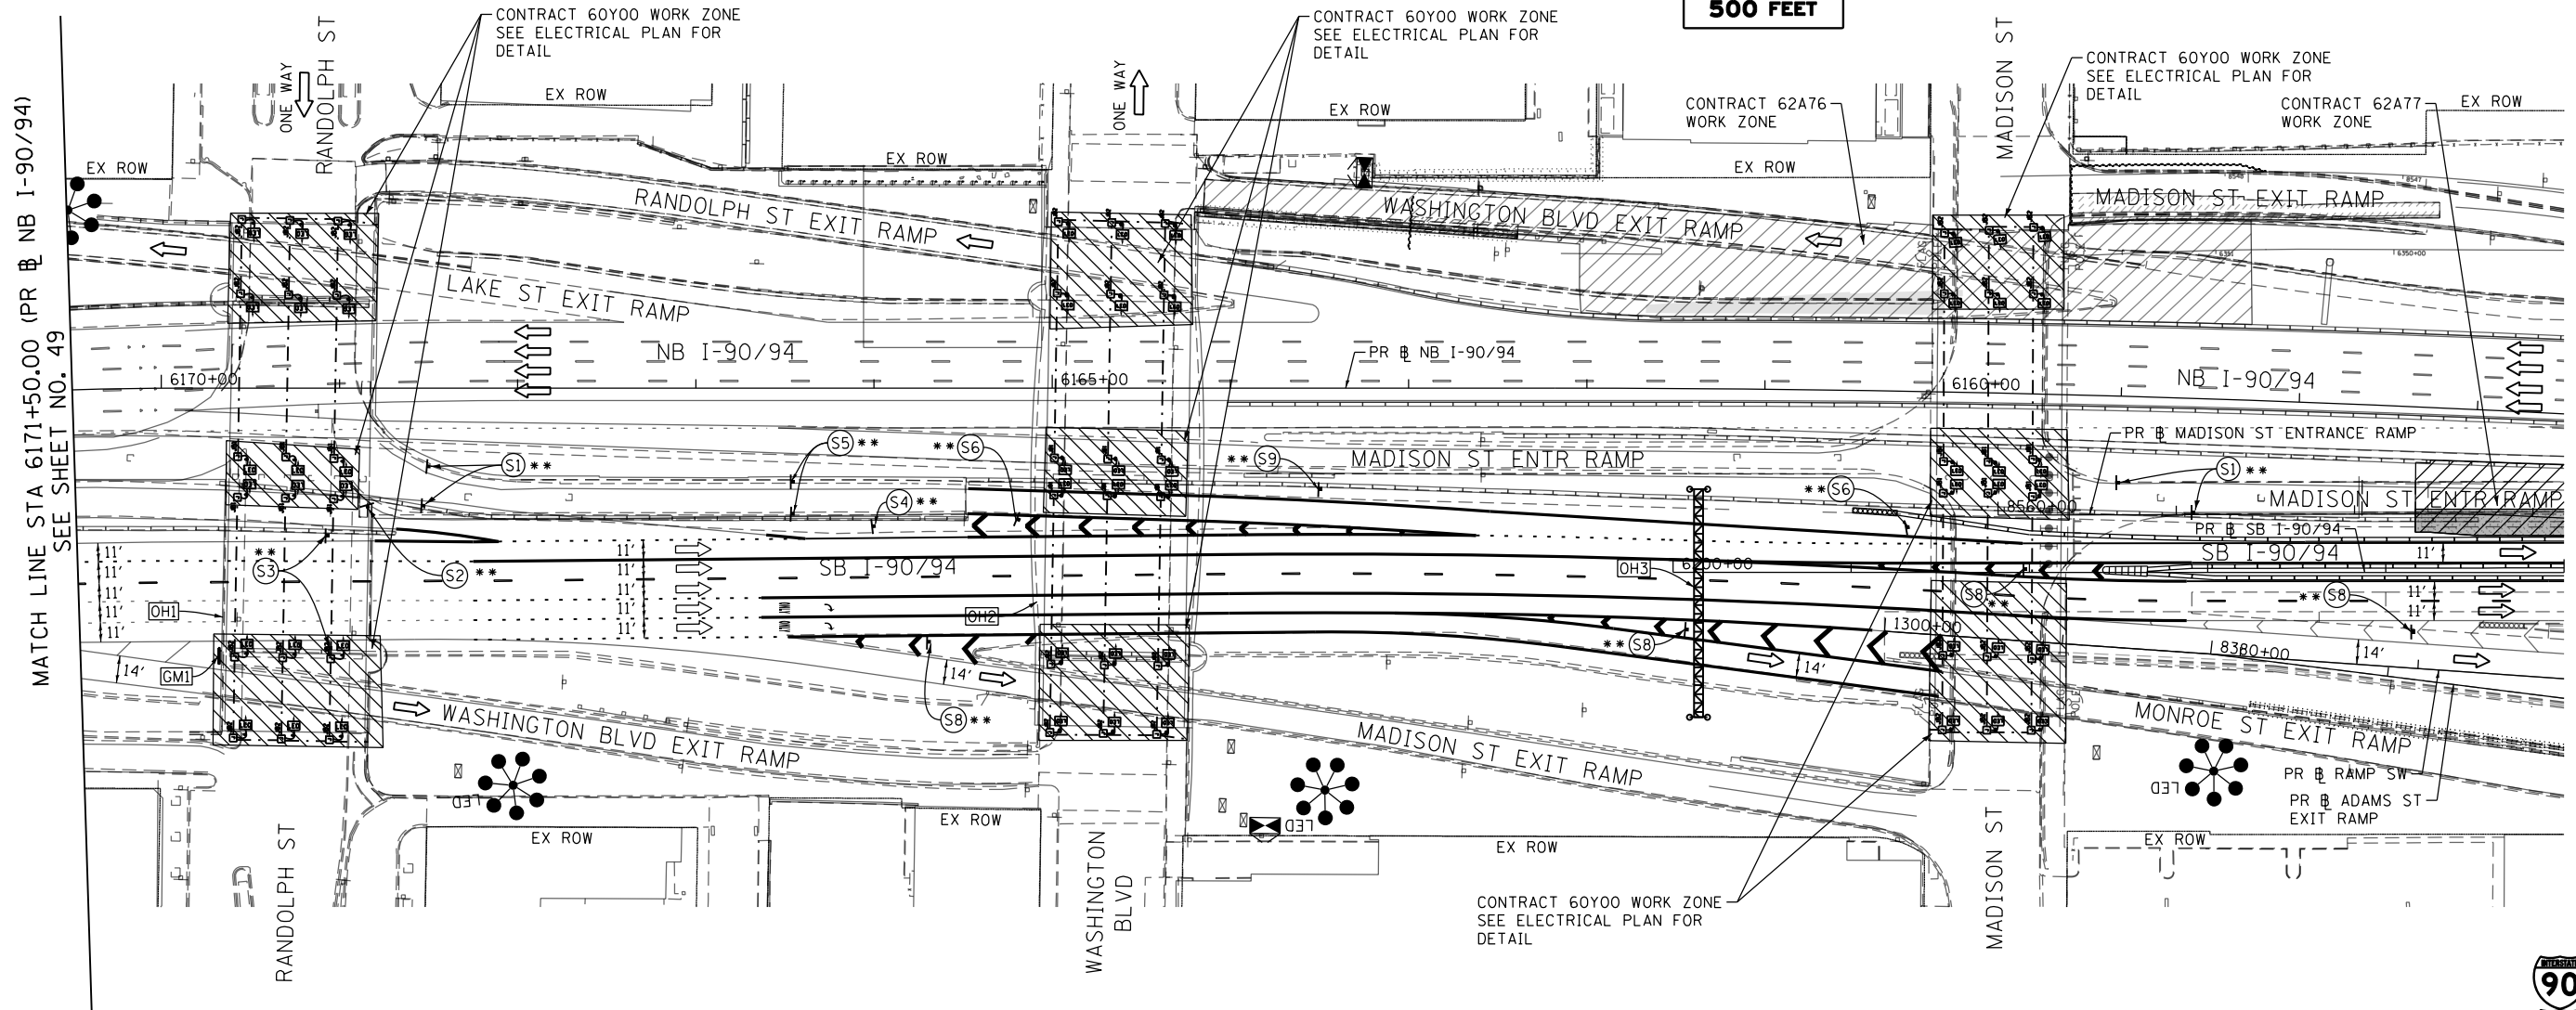 500 FEET
CONTRACT 60Y00 WORK ZONE
SEE ELECTRICAL PLAN FOR
DETAIL
CONTRACT 60Y00 WORK ZONE
SEE ELECTRICAL PLAN FOR
DETAIL
CONTRACT 60Y00 WORK ZONE
SEE ELECTRICAL PLAN FOR
DETAIL
CONTRACT 62A76
WORK ZONE
CONTRACT 62A77
WORK ZONE
RANDOLPH ST
ONE WAY
ONE WAY
MADISON ST
EX ROW
EX ROW
EX ROW
EX ROW
EX ROW
EX ROW
MATCH LINE STA 6171+50.00 (PR B NB I-90/94)
SEE SHEET NO. 49
RANDOLPH ST EXIT RAMP
WASHINGTON BLVD EXIT RAMP
MADISON ST EXIT RAMP
8547
6351
6350+00
LAKE ST EXIT RAMP
NB I-90/94
PR B NB I-90/94
NB I-90/94
6170+00
6165+00
6160+00
S1 **
S5 **
** S6
** S9
MADISON ST ENTR RAMP
PR B MADISON ST ENTRANCE RAMP
S4 **
** S6
S1 **
MADISON ST ENTR RAMP
8560+00
PR B SB I-90/94
SB I-90/94
11'
** S3
S2 **
11'
11'
11'
11'
11'
11'
11'
11'
11'
11'
SB I-90/94
OH3
6200+00
OH1
ONLY
ONLY
OH2
S8 **
** S8
11'
11'
1300+00
** S8
8380+00
14'
14'
GM1
14'
14'
S8 **
WASHINGTON BLVD EXIT RAMP
MADISON ST EXIT RAMP
MONROE ST EXIT RAMP
PR B RAMP SW
PR B ADAMS ST
EXIT RAMP
LED
LED
LED
EX ROW
EX ROW
EX ROW
EX ROW
RANDOLPH ST
WASHINGTON
BLVD
MADISON ST
CONTRACT 60Y00 WORK ZONE
SEE ELECTRICAL PLAN FOR
DETAIL
90